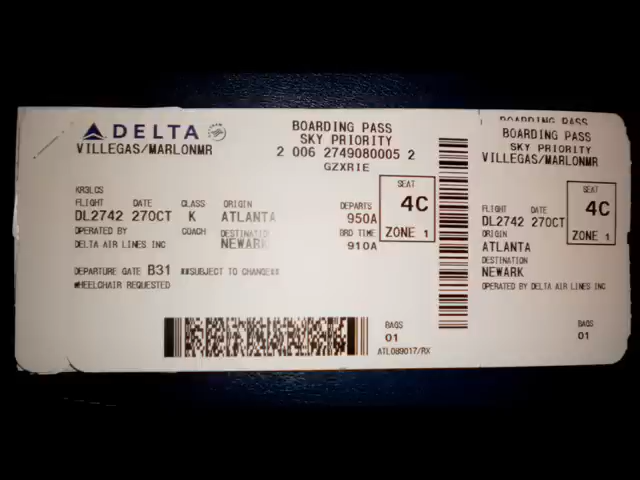 DELTA
VILLEGAS/MARLONMR
BOARDING PASS
SKY PRIORITY
2 006 2749080005 2
GZXRIE
KR3LCS
FLIGHT DATE CLASS ORIGIN DEPARTS
DL2742 27OCT K ATLANTA 950A
OPERATED BY COACH DESTINATION BRD TIME
DELTA AIR LINES INC NEWARK 910A
SEAT
4C
ZONE 1
DEPARTURE GATE B31 **SUBJECT TO CHANGE**
*WHEELCHAIR REQUESTED
BAGS
01
ATL089017/RX
BOARDING PASS
BOARDING PASS
SKY PRIORITY
VILLEGAS/MARLONMR
FLIGHT DATE
DL2742 27OCT
ORIGIN
ATLANTA
DESTINATION
NEWARK
OPERATED BY DELTA AIR LINES INC
SEAT
4C
ZONE 1
BAGS
01